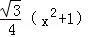 √3/4 (x²+1)